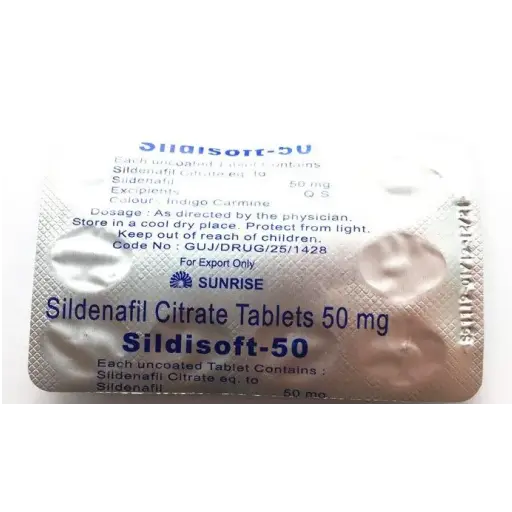 Sildisoft-50
Each uncoated Tablet Contains
Sildenafil Citrate eq. to
Sildenafil 50 mg
Excipients Q.S.
Colour: Indigo Carmine
Dosage : As directed by the physician.
Store in a cool dry place. Protect from light.
Keep out of reach of children.
Code No : GUJ/DRUG/25/1428
For Export Only
SUNRISE
Sildenafil Citrate Tablets 50 mg
Sildisoft-50
Each uncoated Tablet Contains :
Sildenafil Citrate eq. to
Sildenafil 50 mg